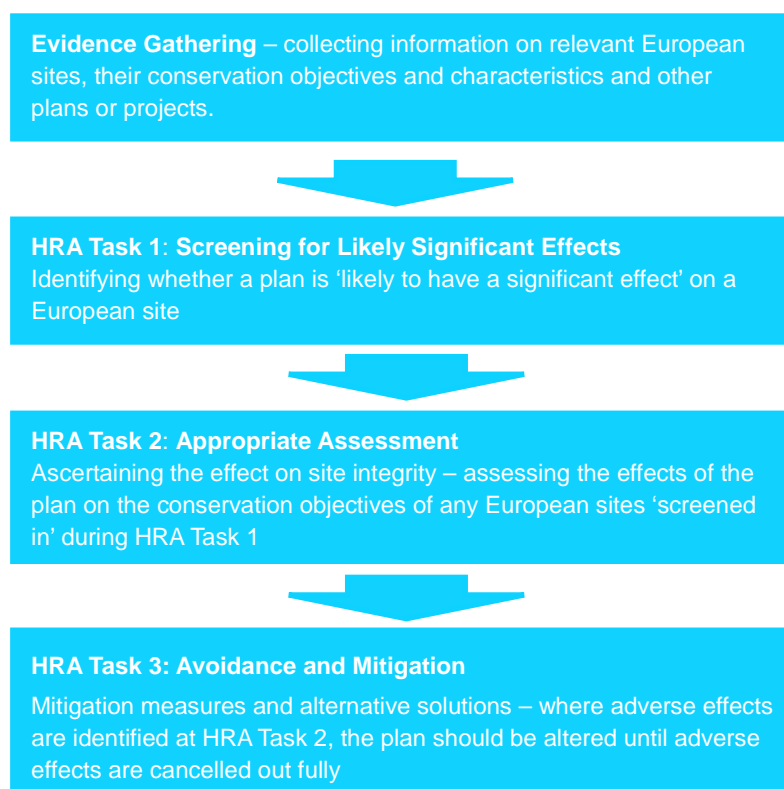 Evidence Gathering – collecting information on relevant European
sites, their conservation objectives and characteristics and other
plans or projects.
HRA Task 1: Screening for Likely Significant Effects
Identifying whether a plan is ‘likely to have a significant effect’ on a
European site
HRA Task 2: Appropriate Assessment
Ascertaining the effect on site integrity – assessing the effects of the
plan on the conservation objectives of any European sites ‘screened
in’ during HRA Task 1
HRA Task 3: Avoidance and Mitigation
Mitigation measures and alternative solutions – where adverse effects
are identified at HRA Task 2, the plan should be altered until adverse
effects are cancelled out fully